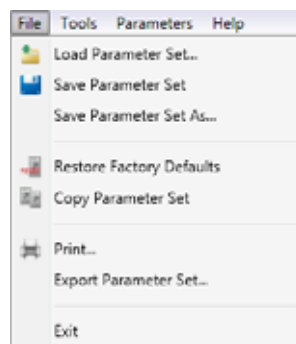 File Tools Parameters Help
Load Parameter Set...
Save Parameter Set
Save Parameter Set As...
Restore Factory Defaults
Copy Parameter Set
Print...
Export Parameter Set...
Exit